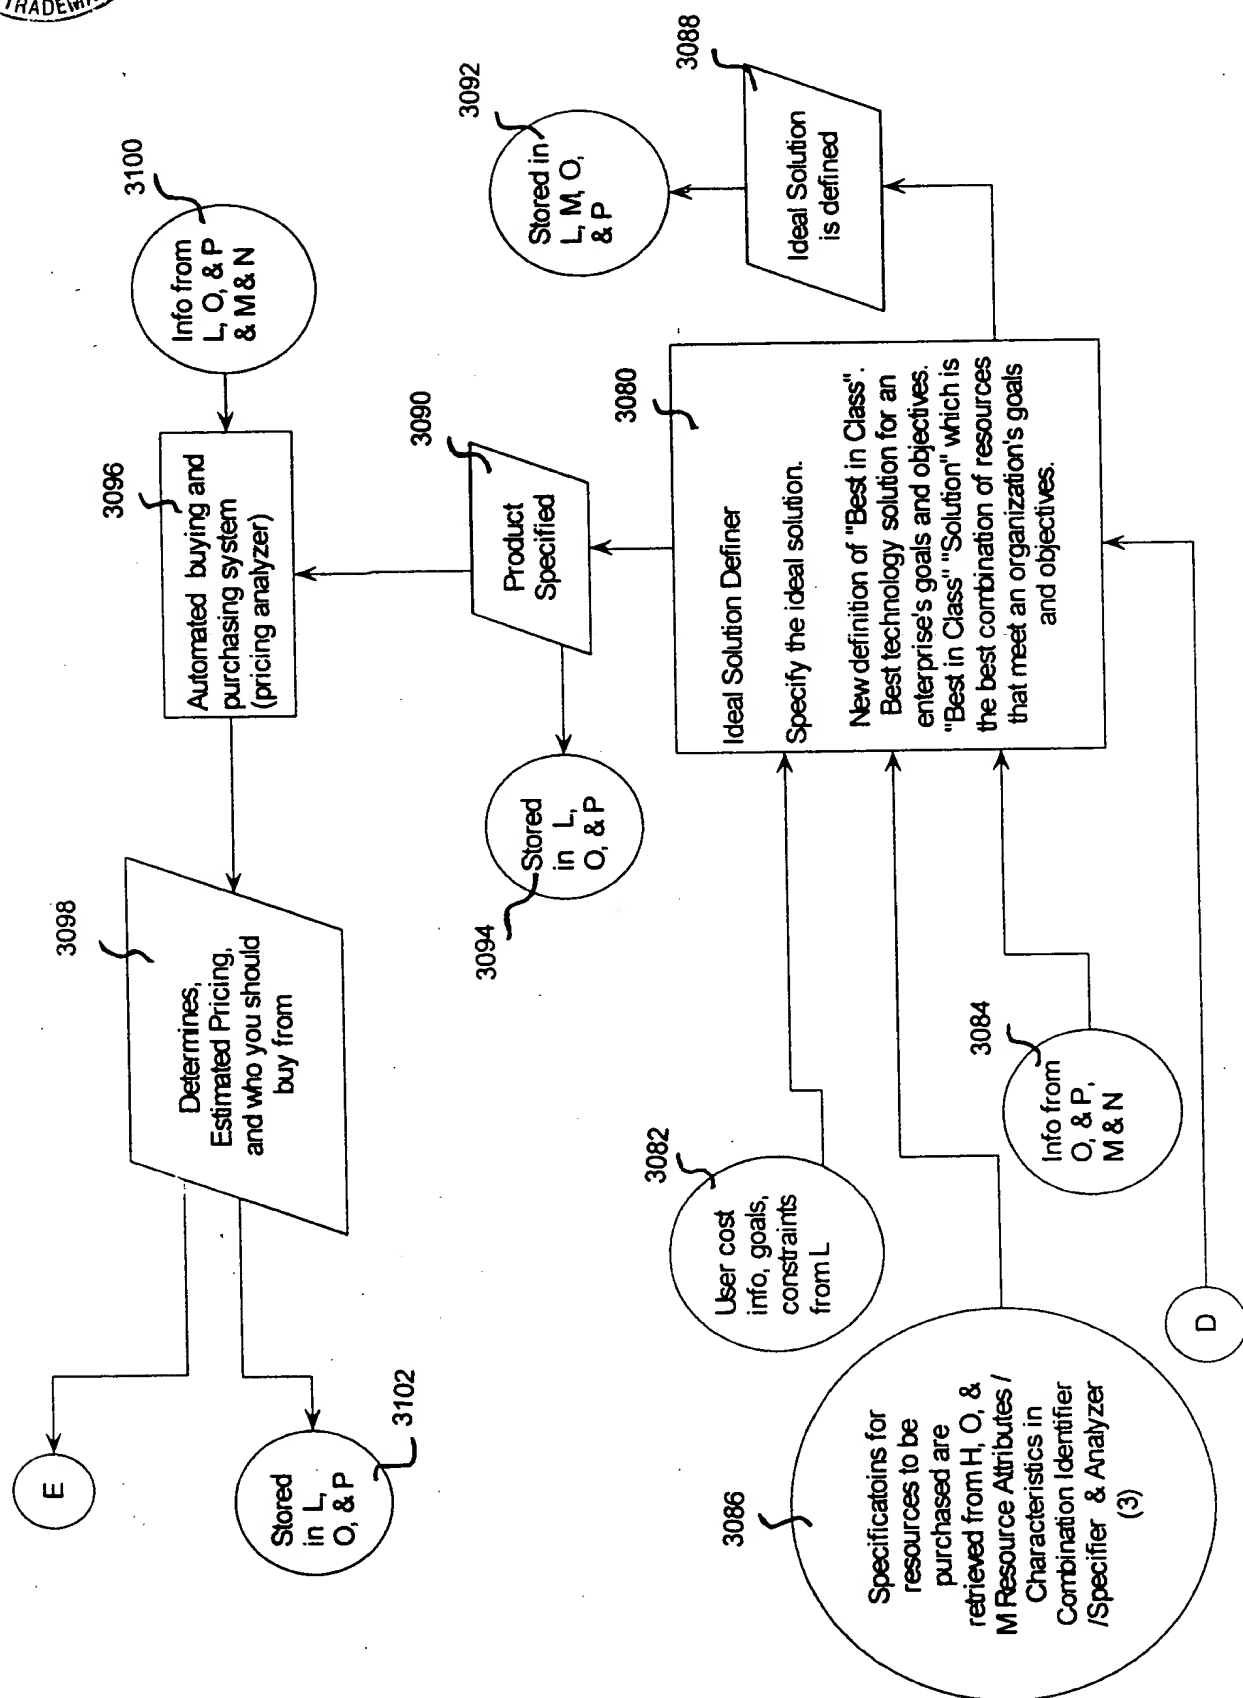 TRADEMA
E
Stored
in L,
O, & P
3102
3098
Determines,
Estimated Pricing,
and who you should
buy from
3096
Automated buying and
purchasing system
(pricing analyzer)
3100
Info from
L, O, & P
& M & N
3094
Stored
in L,
O, & P
3090
Product
Specified
3092
Stored in
L, M, O,
& P
3088
Ideal Solution
is defined
3080
Ideal Solution Definer
Specify the ideal solution.
New definition of "Best in Class".
Best technology solution for an
enterprise's goals and objectives.
"Best in Class" "Solution" which is
the best combination of resources
that meet an organization's goals
and objectives.
3082
User cost
info, goals,
constraints
from L
3084
Info from
O, & P,
M & N
3086
Specificatoins for
resources to be
purchased are
retrieved from H, O, &
M Resource Attributes /
Characteristics in
Combination Identifier
/Specifier & Analyzer
(3)
D